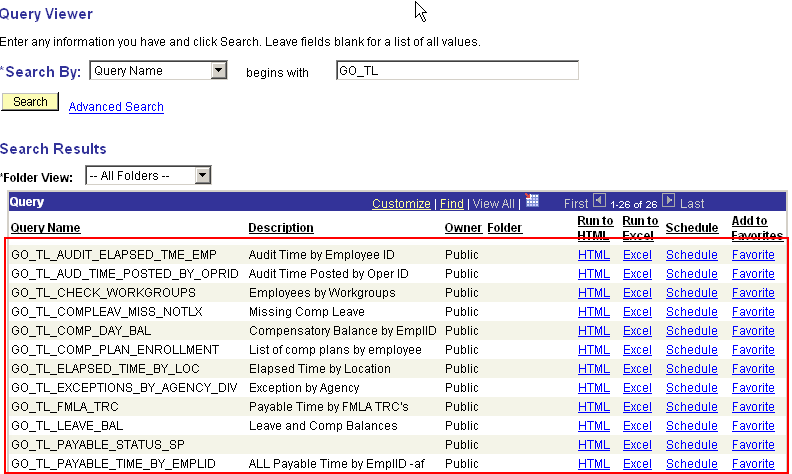 Query Viewer
Enter any information you have and click Search. Leave fields blank for a list of all values.
*Search By: Query Name begins with GO_TL
Search Advanced Search
Search Results
*Folder View: -- All Folders --
Query Customize | Find | View All | First 1-26 of 26 Last
Query Name Description Owner Folder Run to HTML Run to Excel Schedule Add to Favorites
GO_TL_AUDIT_ELAPSED_TME_EMP Audit Time by Employee ID Public HTML Excel Schedule Favorite
GO_TL_AUD_TIME_POSTED_BY_OPRID Audit Time Posted by Oper ID Public HTML Excel Schedule Favorite
GO_TL_CHECK_WORKGROUPS Employees by Workgroups Public HTML Excel Schedule Favorite
GO_TL_COMPLEAV_MISS_NOTLX Missing Comp Leave Public HTML Excel Schedule Favorite
GO_TL_COMP_DAY_BAL Compensatory Balance by EmplID Public HTML Excel Schedule Favorite
GO_TL_COMP_PLAN_ENROLLMENT List of comp plans by employee Public HTML Excel Schedule Favorite
GO_TL_ELAPSED_TIME_BY_LOC Elapsed Time by Location Public HTML Excel Schedule Favorite
GO_TL_EXCEPTIONS_BY_AGENCY_DIV Exception by Agency Public HTML Excel Schedule Favorite
GO_TL_FMLA_TRC Payable Time by FMLA TRC's Public HTML Excel Schedule Favorite
GO_TL_LEAVE_BAL Leave and Comp Balances Public HTML Excel Schedule Favorite
GO_TL_PAYABLE_STATUS_SP Public HTML Excel Schedule Favorite
GO_TL_PAYABLE_TIME_BY_EMPLID ALL Payable Time by EmplID -af Public HTML Excel Schedule Favorite